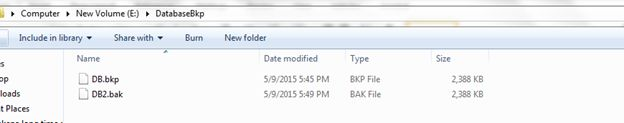 Computer ▸ New Volume (E:) ▸ DatabaseBkp
Include in library Share with Burn New folder
Name Date modified Type Size
DB.bkp 5/9/2015 5:45 PM BKP File 2,388 KB
DB2.bak 5/9/2015 5:49 PM BAK File 2,388 KB
es
op
loads
t Places